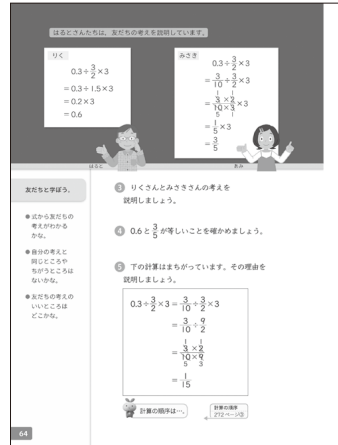 はるとさんたちは、友だちの考えを説明しています。
りく
0.3÷3/2×3
=0.3÷1.5×3
=0.2×3
=0.6
みさき
0.3÷3/2×3
=3/10÷3/2×3
=3×2/10×3×3
1 1
5 1
=1/5×3
=3/5
はると
あみ
友だちと学ぼう。
●式から友だちの
考えがわかる
かな。
●自分の考えと
同じところや
ちがうところは
ないかな。
●友だちの考えの
いいところは
どこかな。
3 りくさんとみさきさんの考えを
説明しましょう。
4 0.6と3/5が等しいことを確かめましょう。
5 下の計算はまちがっています。その理由を
説明しましょう。
0.3÷3/2×3=3/10÷3/2×3
=3/10÷9/2
=3×2/10×9
1 1
5 3
=1/15
計算の順序は…。
計算の順序
212ページ②
64